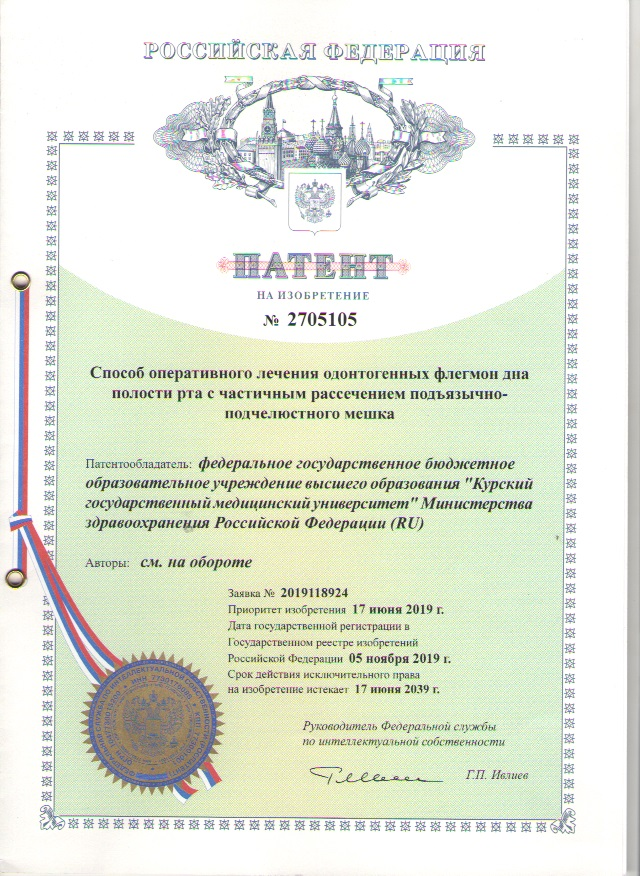 РОССИЙСКАЯ ФЕДЕРАЦИЯ
ПАТЕНТ
НА ИЗОБРЕТЕНИЕ
№ 2705105
Способ оперативного лечения одонтогенных флегмон дна
полости рта с частичным рассечением подъязычно-
подчелюстного мешка
Патентообладатель: федеральное государственное бюджетное
образовательное учреждение высшего образования "Курский
государственный медицинский университет" Министерства
здравоохранения Российской Федерации (RU)
Авторы: см. на обороте
Заявка № 2019118924
Приоритет изобретения 17 июня 2019 г.
Дата государственной регистрации в
Государственном реестре изобретений
Российской Федерации 05 ноября 2019 г.
Срок действия исключительного права
на изобретение истекает 17 июня 2039 г.
Руководитель Федеральной службы
по интеллектуальной собственности
Г.П. Ивлиев